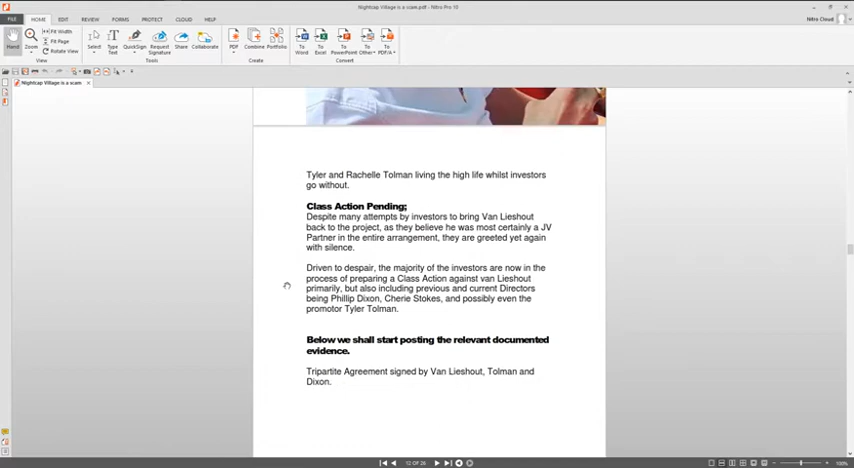 Nightcap Village is a scam.pdf - Nitro Pro 10
FILE HOME EDIT REVIEW FORMS PROTECT CLOUD HELP
Nitro Cloud
Hand Zoom Fit Width Fit Page Rotate View
Select Type Text QuickSign Request Signature Share Collaborate
PDF Combine Portfolio
To Word To Excel To PowerPoint To Other To PDF/A
View Tools Create Convert
Nightcap Village is a scam
Tyler and Rachelle Tolman living the high life whilst investors
go without.
Class Action Pending;
Despite many attempts by investors to bring Van Lieshout
back to the project, as they believe he was most certainly a JV
Partner in the entire arrangement, they are greeted yet again
with silence.
Driven to despair, the majority of the investors are now in the
process of preparing a Class Action against van Lieshout
primarily, but also including previous and current Directors
being Phillip Dixon, Cherie Stokes, and possibly even the
promotor Tyler Tolman.
Below we shall start posting the relevant documented
evidence.
Tripartite Agreement signed by Van Lieshout, Tolman and
Dixon.
12 OF 26
100%